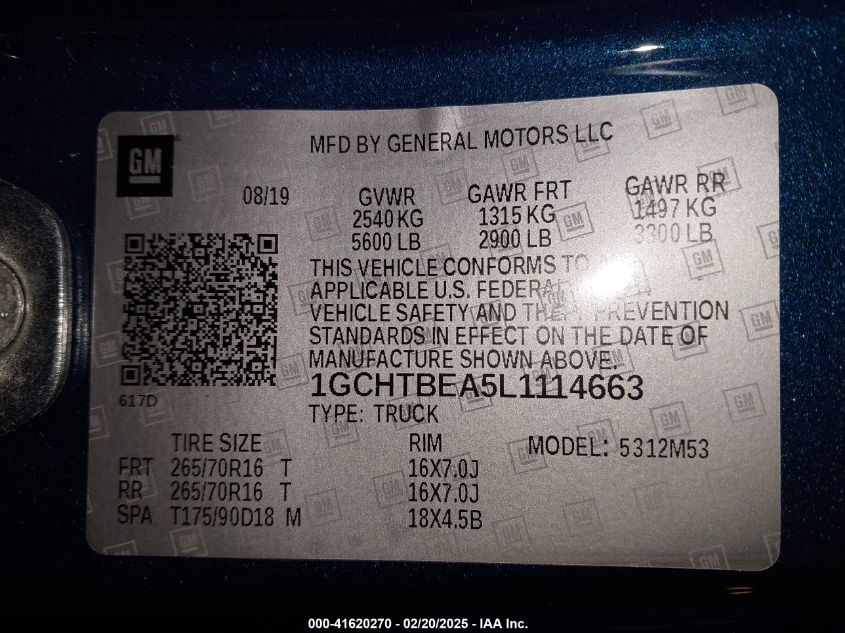 GM
MFD BY GENERAL MOTORS LLC
08/19 GVWR GAWR FRT GAWR RR
2540 KG 1315 KG 1497 KG
5600 LB 2900 LB 3300 LB
THIS VEHICLE CONFORMS TO
APPLICABLE U.S.
VEHICLE SAFETY AND PREVENTION
STANDARDS IN EFFECT ON THE DATE OF
MANUFACTURE SHOWN ABOVE.
617D
1GCHTBEA5L1114663
TYPE: TRUCK
TIRE SIZE RIM MODEL: 5312M53
FRT 265/70R16 T 16X7.0J
RR 265/70R16 T 16X7.0J
SPA T175/90D18 M 18X4.5B
000-41620270 - 02/20/2025 - IAA Inc.